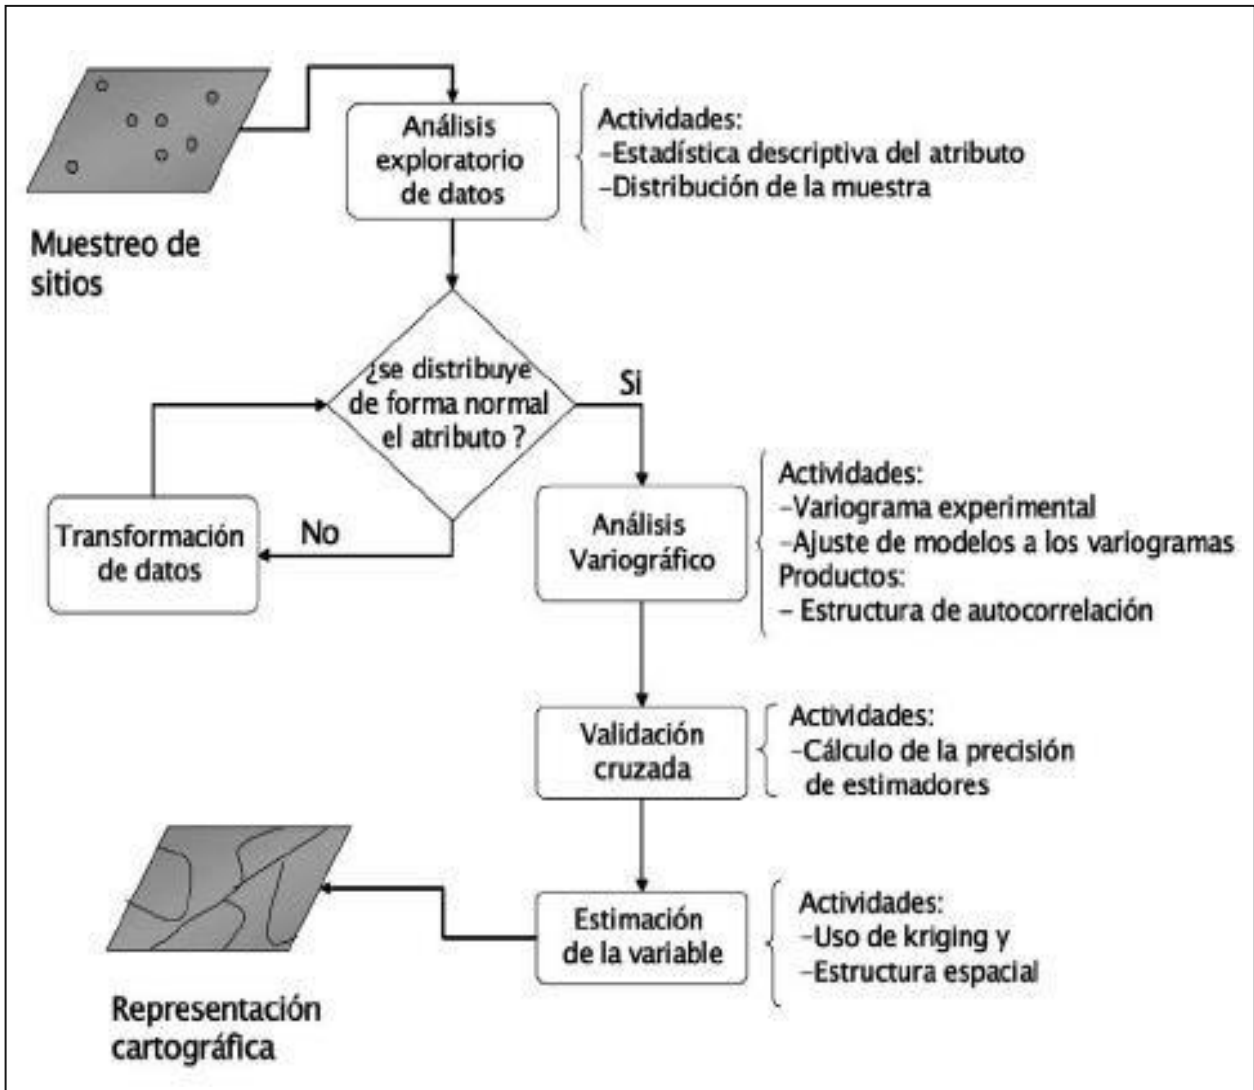 Análisis
exploratorio
de datos
Actividades:
-Estadística descriptiva del atributo
-Distribución de la muestra
Muestreo de
sitios
¿se distribuye
de forma normal
el atributo ?
Si
No
Transformación
de datos
Análisis
Variográfico
Actividades:
-Variograma experimental
-Ajuste de modelos a los variogramas
Productos:
- Estructura de autocorrelación
Validación
cruzada
Actividades:
-Cálculo de la precisión
de estimadores
Estimación
de la variable
Actividades:
-Uso de kriging y
-Estructura espacial
Representación
cartográfica